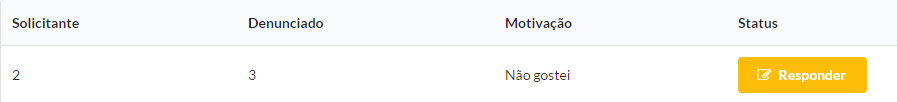 Solicitante Denunciado Motivação Status
2 3 Não gostei Responder